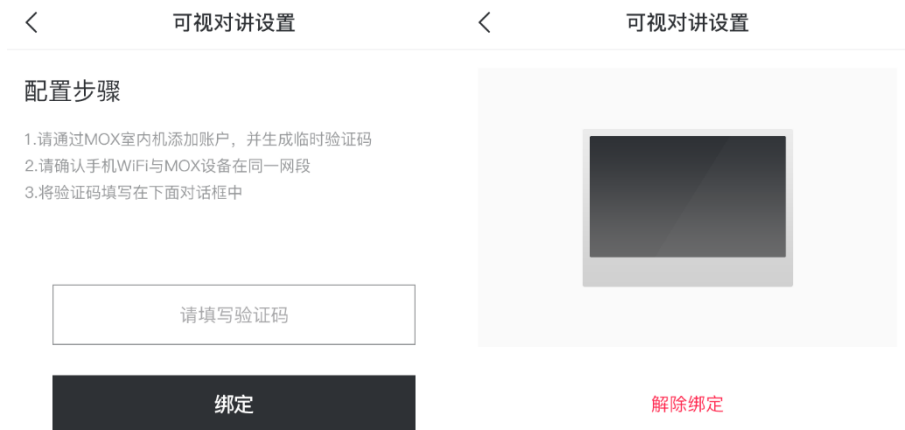 可视对讲设置
配置步骤
1.请通过MOX室内机添加账户，并生成临时验证码
2.请确认手机WiFi与MOX设备在同一网段
3.将验证码填写在下面对话框中
请填写验证码
绑定
可视对讲设置
解除绑定